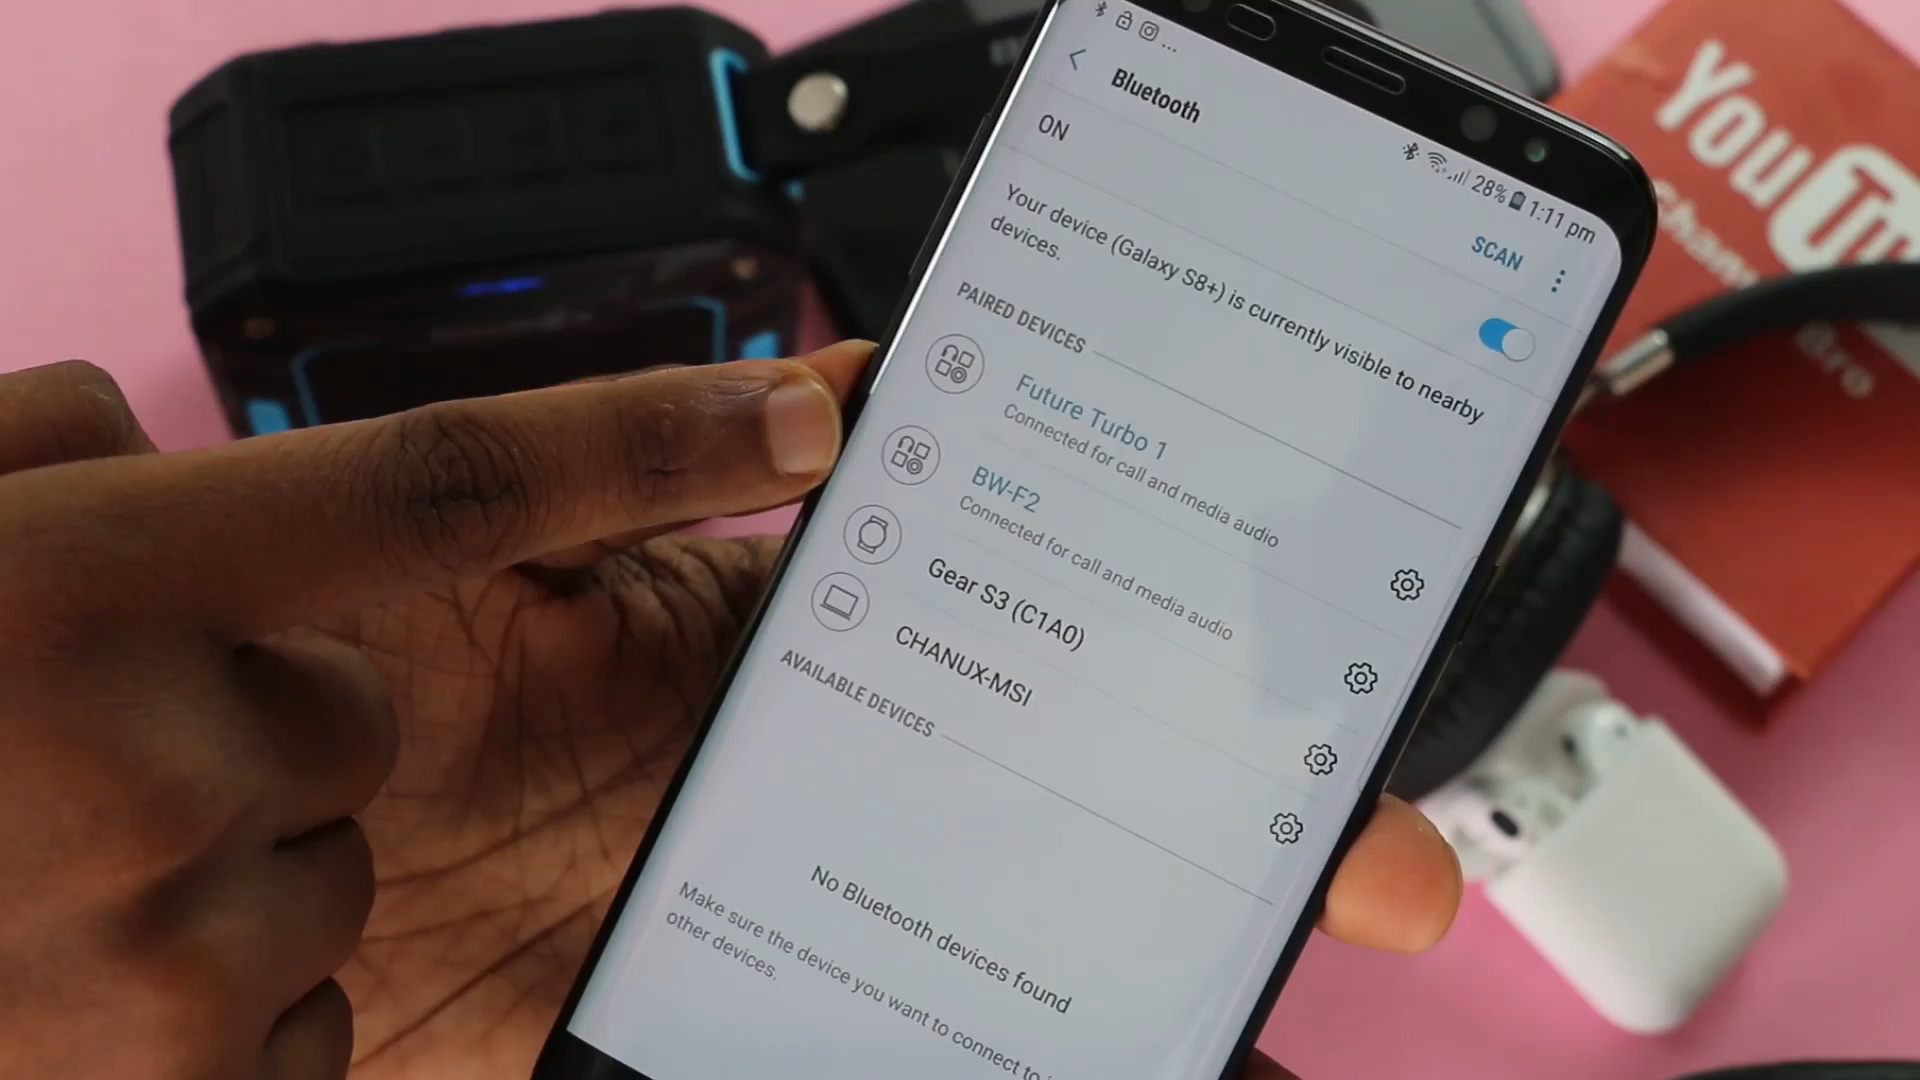 28% 1:11 pm
Bluetooth
SCAN
ON
Your device (Galaxy S8+) is currently visible to nearby
devices.
PAIRED DEVICES
Future Turbo 1
Connected for call and media audio
BW-F2
Connected for call and media audio
Gear S3 (C1A0)
CHANUX-MSI
AVAILABLE DEVICES
No Bluetooth devices found
Make sure the device you want to connect to
other devices.
YouTu
Chan
Bro